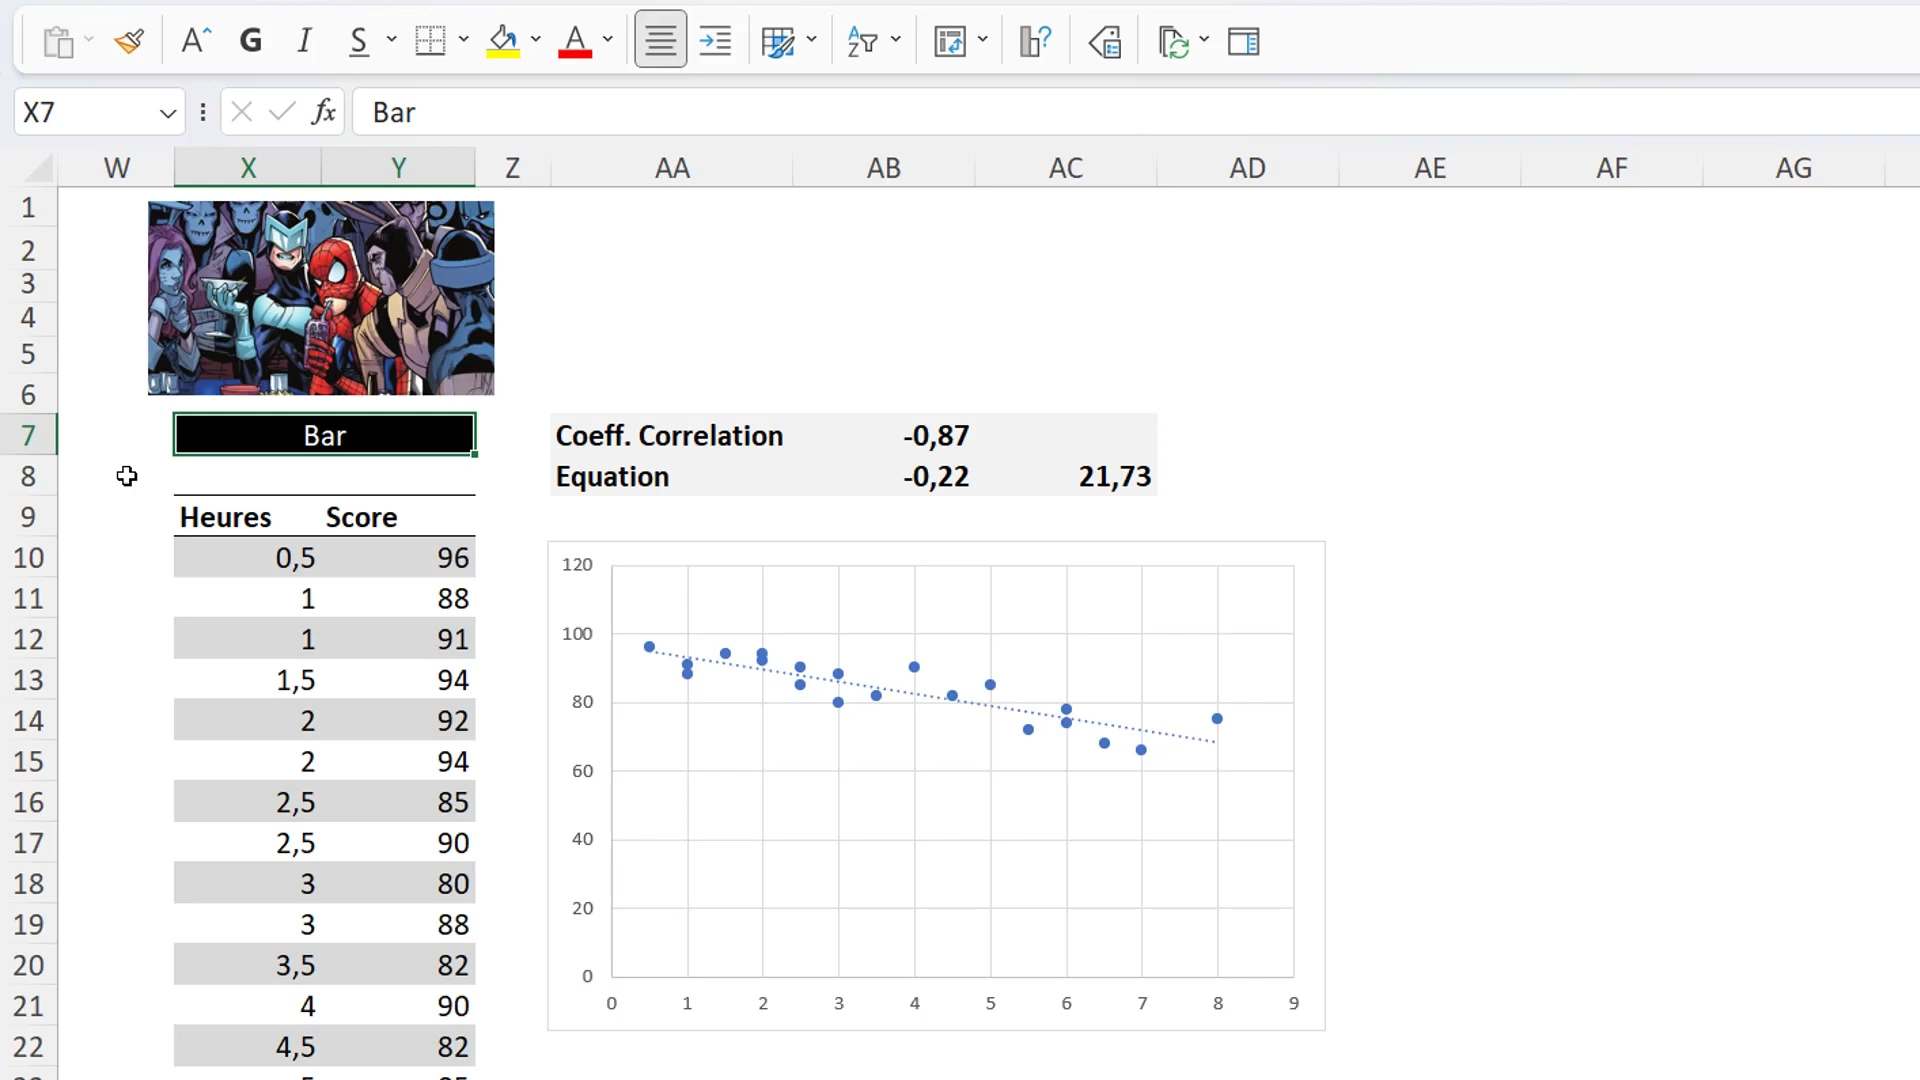 A G I S A
A Z
X7 fx Bar
W X Y Z AA AB AC AD AE AF AG
1
2
3
4
5
6
7 Bar Coeff. Correlation -0,87
8 Equation -0,22 21,73
9 Heures Score
10 0,5 96
11 1 88
12 1 91
13 1,5 94
14 2 92
15 2 94
16 2,5 85
17 2,5 90
18 3 80
19 3 88
20 3,5 82
21 4 90
22 4,5 82
120
100
80
60
40
20
0
0 1 2 3 4 5 6 7 8 9